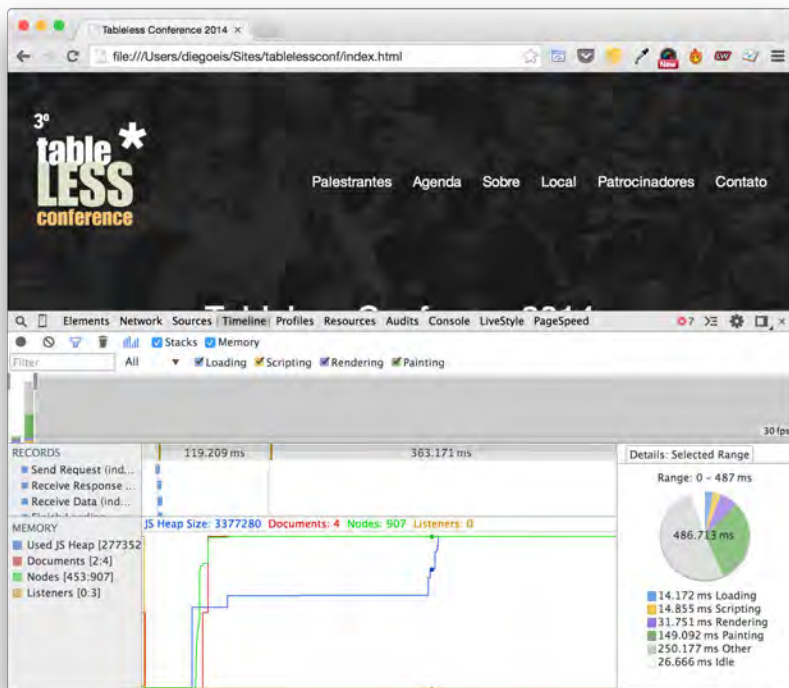 Tableless Conference 2014
file:///Users/diegoeis/Sites/tablelessconf/index.html
New
LW
3º
table*
LESS
conference
Palestrantes Agenda Sobre Local Patrocinadores Contato
Tableless Conference 2014
Elements Network Sources Timeline Profiles Resources Audits Console LiveStyle PageSpeed 7
Stacks Memory
Filter All Loading Scripting Rendering Painting
30 fps
RECORDS 119.209 ms 363.171 ms
Send Request (ind...
Receive Response ...
Receive Data (ind...
MEMORY
Used JS Heap [277352
Documents [2:4]
Nodes [453:907]
Listeners [0:3]
JS Heap Size: 3377280 Documents: 4 Nodes: 907 Listeners: 0
Details: Selected Range
Range: 0 – 487 ms
486.713 ms
14.172 ms Loading
14.855 ms Scripting
31.751 ms Rendering
149.092 ms Painting
250.177 ms Other
26.666 ms Idle